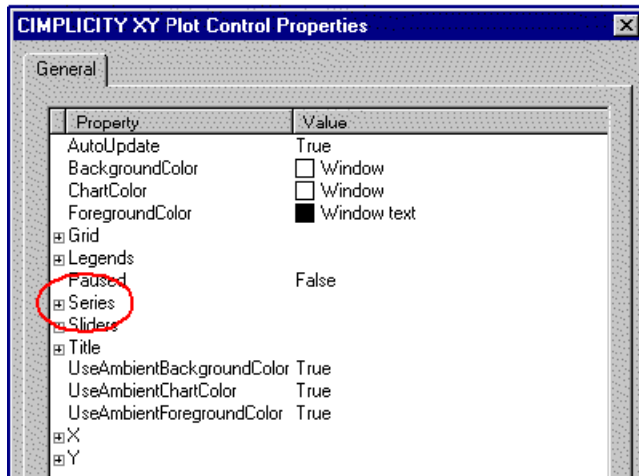 CIMPLICITY XY Plot Control Properties
General
Property Value
AutoUpdate True
BackgroundColor Window
ChartColor Window
ForegroundColor Window text
Grid
Legends
Paused False
Series
Sliders
Title
UseAmbientBackgroundColor True
UseAmbientChartColor True
UseAmbientForegroundColor True
X
Y